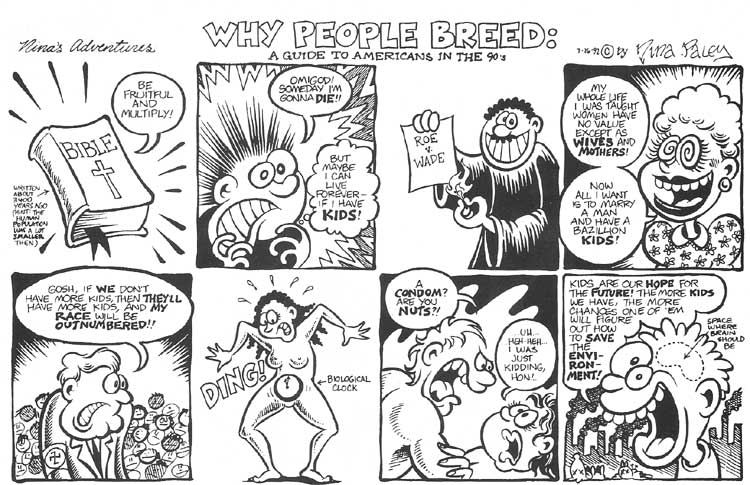 Nina's Adventures
WHY PEOPLE BREED:
A GUIDE TO AMERICANS IN THE 90's
7-26-92 © by Nina Paley
BE
FRUITFUL
AND
MULTIPLY!
BIBLE
WRITTEN
ABOUT
3,000
YEARS AGO
(HINT: THE
HUMAN
POPULATION
WAS A LOT
SMALLER
THEN)
OMIGOD!
SOMEDAY I'M
GONNA DIE!!
BUT
MAYBE
I CAN
LIVE
FOREVER-
IF I HAVE
KIDS!
ROE
V.
WADE
MY
WHOLE LIFE
I WAS TAUGHT
WOMEN HAVE
NO VALUE
EXCEPT AS
WIVES AND
MOTHERS!
NOW
ALL I WANT
IS TO MARRY
A MAN
AND HAVE A
BAZILLION
KIDS!
GOSH, IF WE DON'T
HAVE MORE KIDS, THEN THEY'LL
HAVE MORE KIDS, AND MY
RACE WILL BE
OUTNUMBERED!!
DING!
BIOLOGICAL
CLOCK
A
CONDOM?
ARE YOU
NUTS?!
UH...
HEH-HEH...
I WAS
JUST
KIDDING,
HON!..
KIDS ARE OUR HOPE FOR
THE FUTURE! THE MORE KIDS
WE HAVE, THE MORE
CHANCES ONE OF 'EM
WILL FIGURE
OUT HOW
TO SAVE
THE
ENVI-
RON-
MENT!
SPACE
WHERE
BRAIN
SHOULD
BE